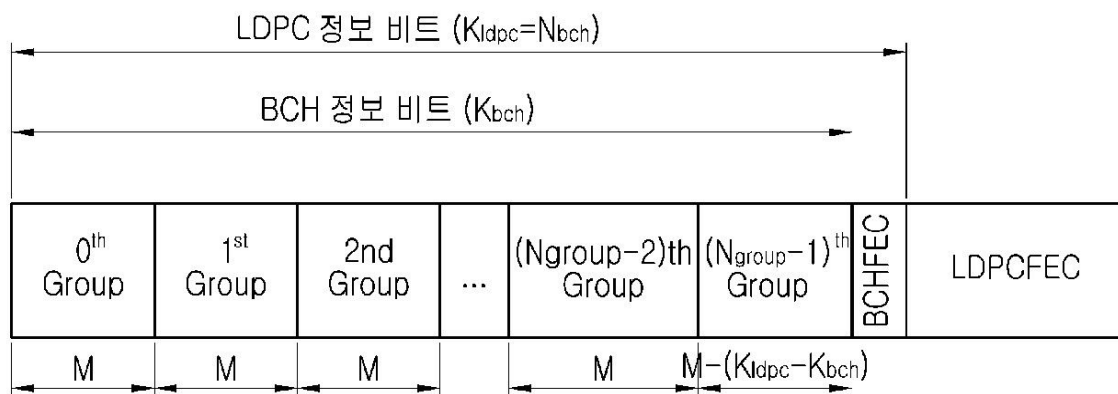 LDPC 정보 비트 (Kldpc=Nbch)
BCH 정보 비트 (Kbch)
0th Group
1st Group
2nd Group
...
(Ngroup-2)th Group
(Ngroup-1)th Group
BCHFEC
LDPCFEC
M
M
M
M
M-(Kldpc-Kbch)